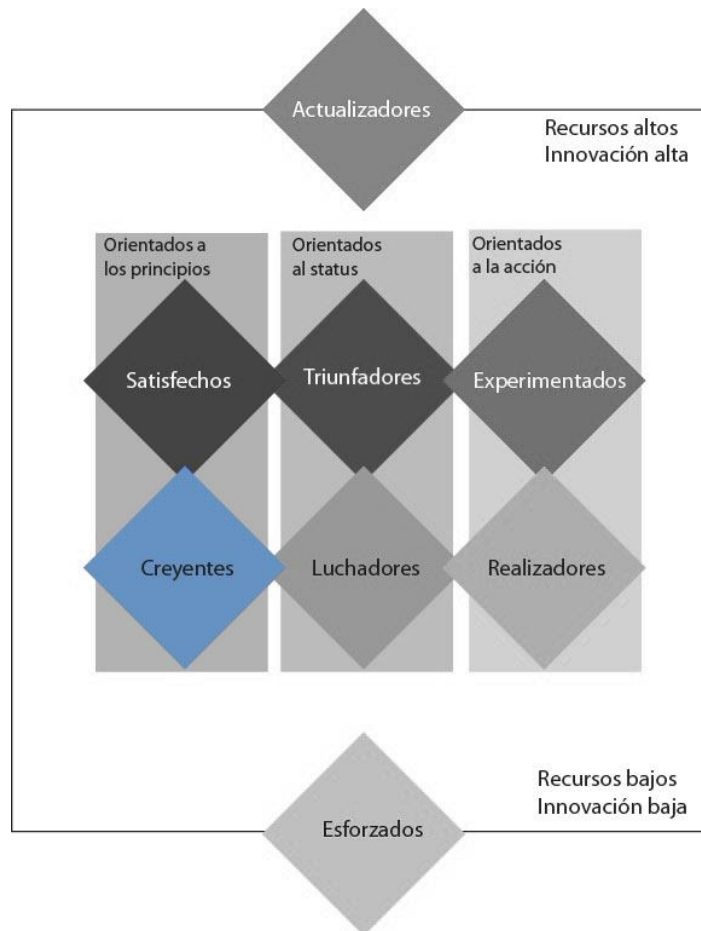 Actualizadores
Recursos altos
Innovación alta
Orientados a
los principios
Orientados
al status
Orientados
a la acción
Satisfechos
Triunfadores
Experimentados
Creyentes
Luchadores
Realizadores
Recursos bajos
Innovación baja
Esforzados